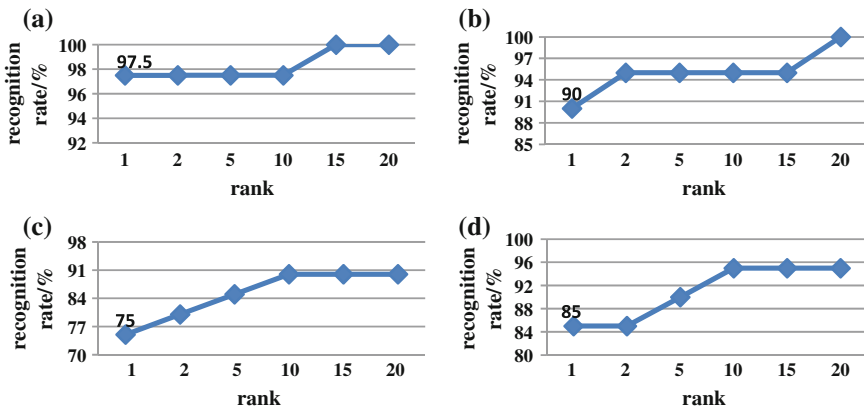 (a)
recognition
rate/%
100
98
96
94
92
97.5
1 2 5 10 15 20
rank
(b)
recognition
rate/%
100
97
94
91
88
85
90
1 2 5 10 15 20
rank
(c)
recognition
rate/%
98
91
84
77
70
75
1 2 5 10 15 20
rank
(d)
recognition
rate/%
100
96
92
88
84
80
85
1 2 5 10 15 20
rank